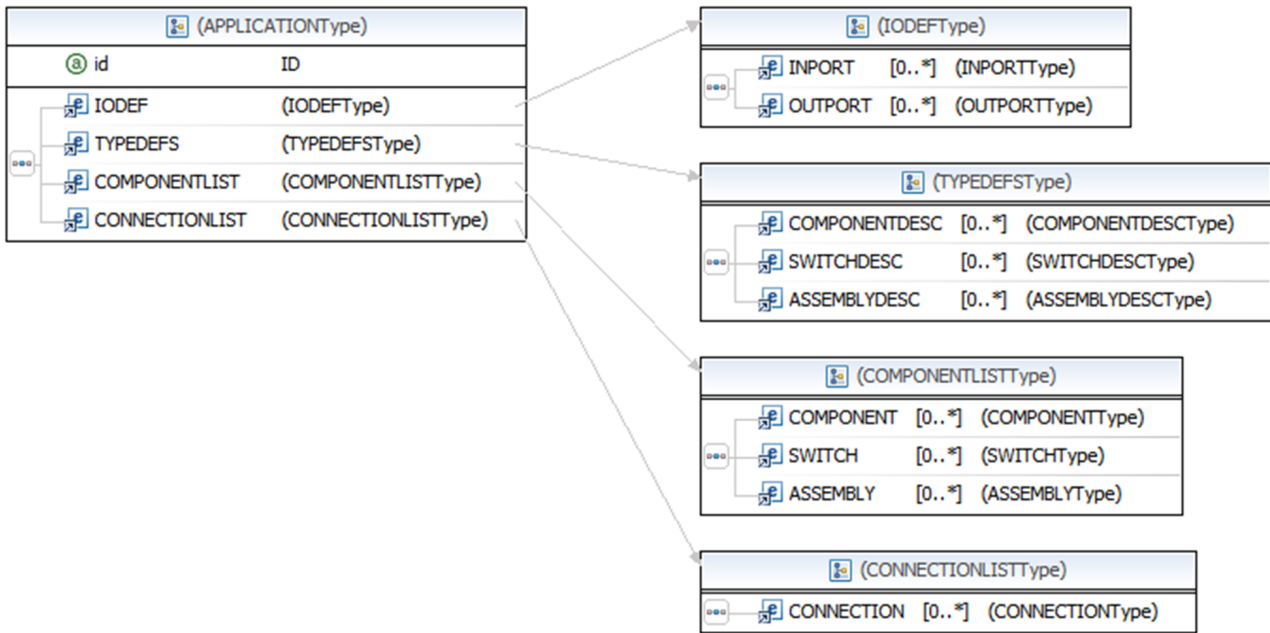 (APPLICATIONType)
a id ID
e IODEF (IODEFType)
e TYPEDEFS (TYPEDEFSType)
e COMPONENTLIST (COMPONENTLISTType)
e CONNECTIONLIST (CONNECTIONLISTType)
(IODEFType)
e INPORT [0..*] (INPORTType)
e OUTPORT [0..*] (OUTPORTType)
(TYPEDEFSType)
e COMPONENTDESC [0..*] (COMPONENTDESCType)
e SWITCHDESC [0..*] (SWITCHDESCType)
e ASSEMBLYDESC [0..*] (ASSEMBLYDESCType)
(COMPONENTLISTType)
e COMPONENT [0..*] (COMPONENTType)
e SWITCH [0..*] (SWITCHType)
e ASSEMBLY [0..*] (ASSEMBLYType)
(CONNECTIONLISTType)
e CONNECTION [0..*] (CONNECTIONType)